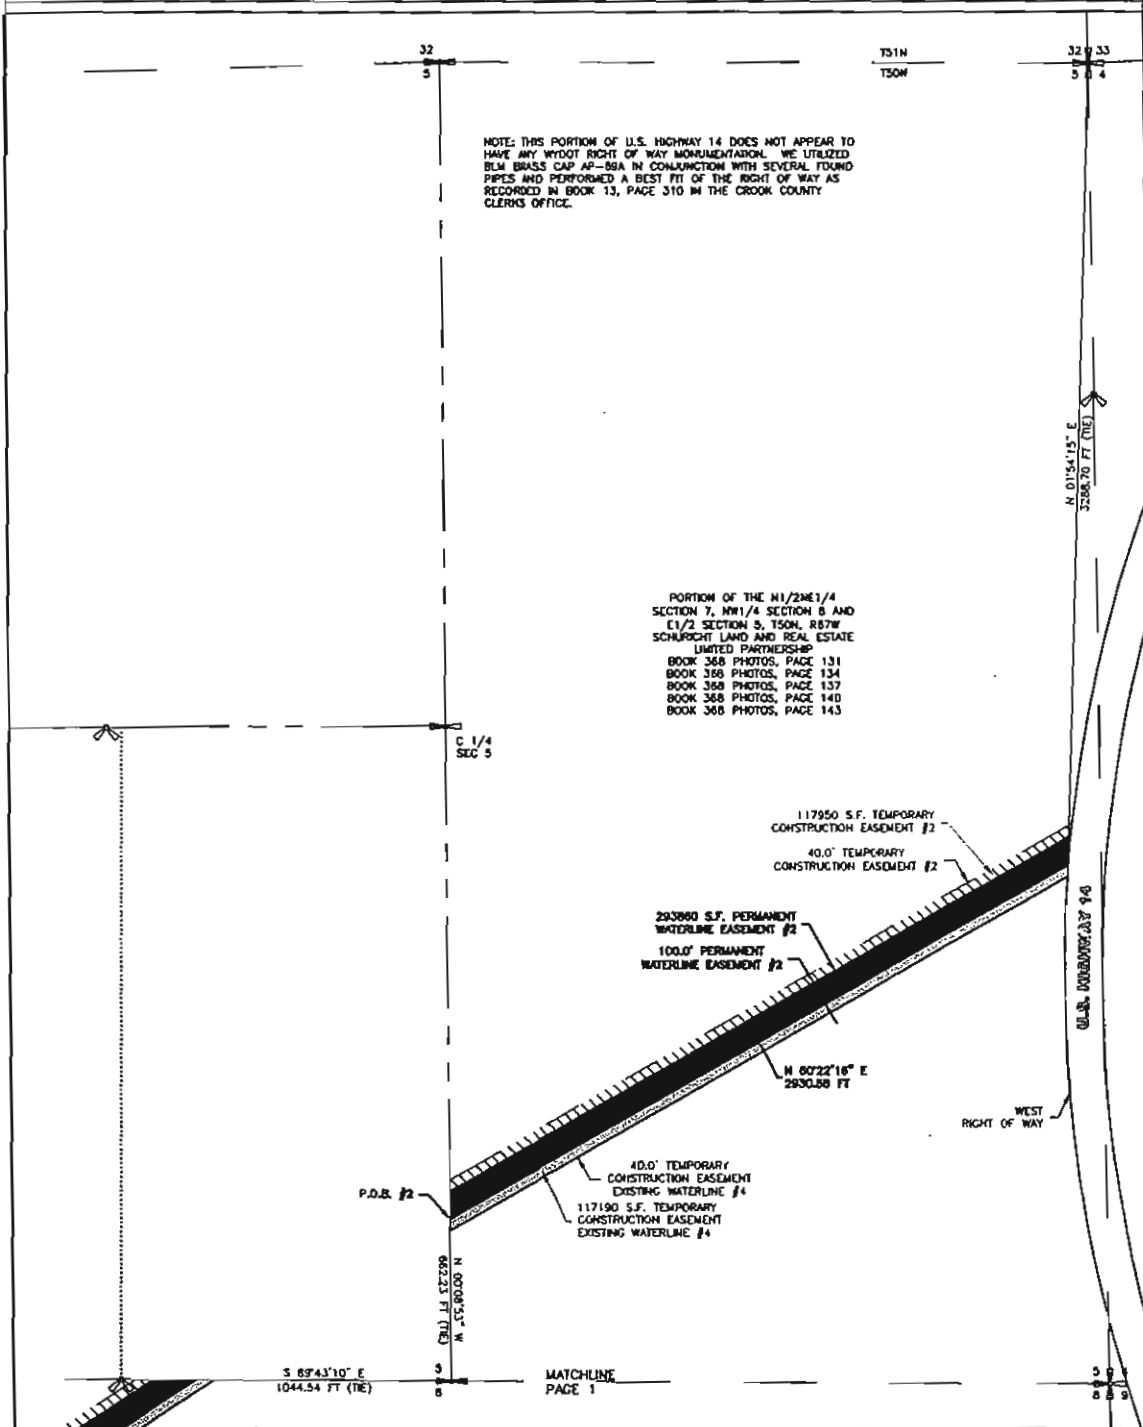 32
5
T51N
T50N
32 33
5 4
NOTE: THIS PORTION OF U.S. HIGHWAY 14 DOES NOT APPEAR TO
HAVE ANY WYDOT RIGHT OF WAY MONUMENTATION. WE UTILIZED
BLM BRASS CAP AP-89A IN CONJUNCTION WITH SEVERAL FOUND
PIPES AND PERFORMED A BEST FIT OF THE RIGHT OF WAY AS
RECORDED IN BOOK 13, PAGE 310 IN THE CROOK COUNTY
CLERKS OFFICE.
N 01°54'15" E
3288.70 FT (TIE)
PORTION OF THE N1/2NE1/4
SECTION 7, NW1/4 SECTION 8 AND
E1/2 SECTION 5, T50N, R67W
SCHURICHT LAND AND REAL ESTATE
LIMITED PARTNERSHIP
BOOK 368 PHOTOS, PAGE 131
BOOK 368 PHOTOS, PAGE 134
BOOK 368 PHOTOS, PAGE 137
BOOK 368 PHOTOS, PAGE 140
BOOK 368 PHOTOS, PAGE 143
C 1/4
SEC 5
117950 S.F. TEMPORARY
CONSTRUCTION EASEMENT #2
40.0' TEMPORARY
CONSTRUCTION EASEMENT #2
293860 S.F. PERMANENT
WATERLINE EASEMENT #2
100.0' PERMANENT
WATERLINE EASEMENT #2
U.S. HIGHWAY 14
N 60°22'16" E
2930.88 FT
WEST
RIGHT OF WAY
40.0' TEMPORARY
CONSTRUCTION EASEMENT
EXISTING WATERLINE #4
P.O.B. #2
117190 S.F. TEMPORARY
CONSTRUCTION EASEMENT
EXISTING WATERLINE #4
N 00°08'53" W
662.23 FT (TIE)
S 89°43'10" E
1044.54 FT (TIE)
5
8
MATCHLINE
PAGE 1
5 4
8 9